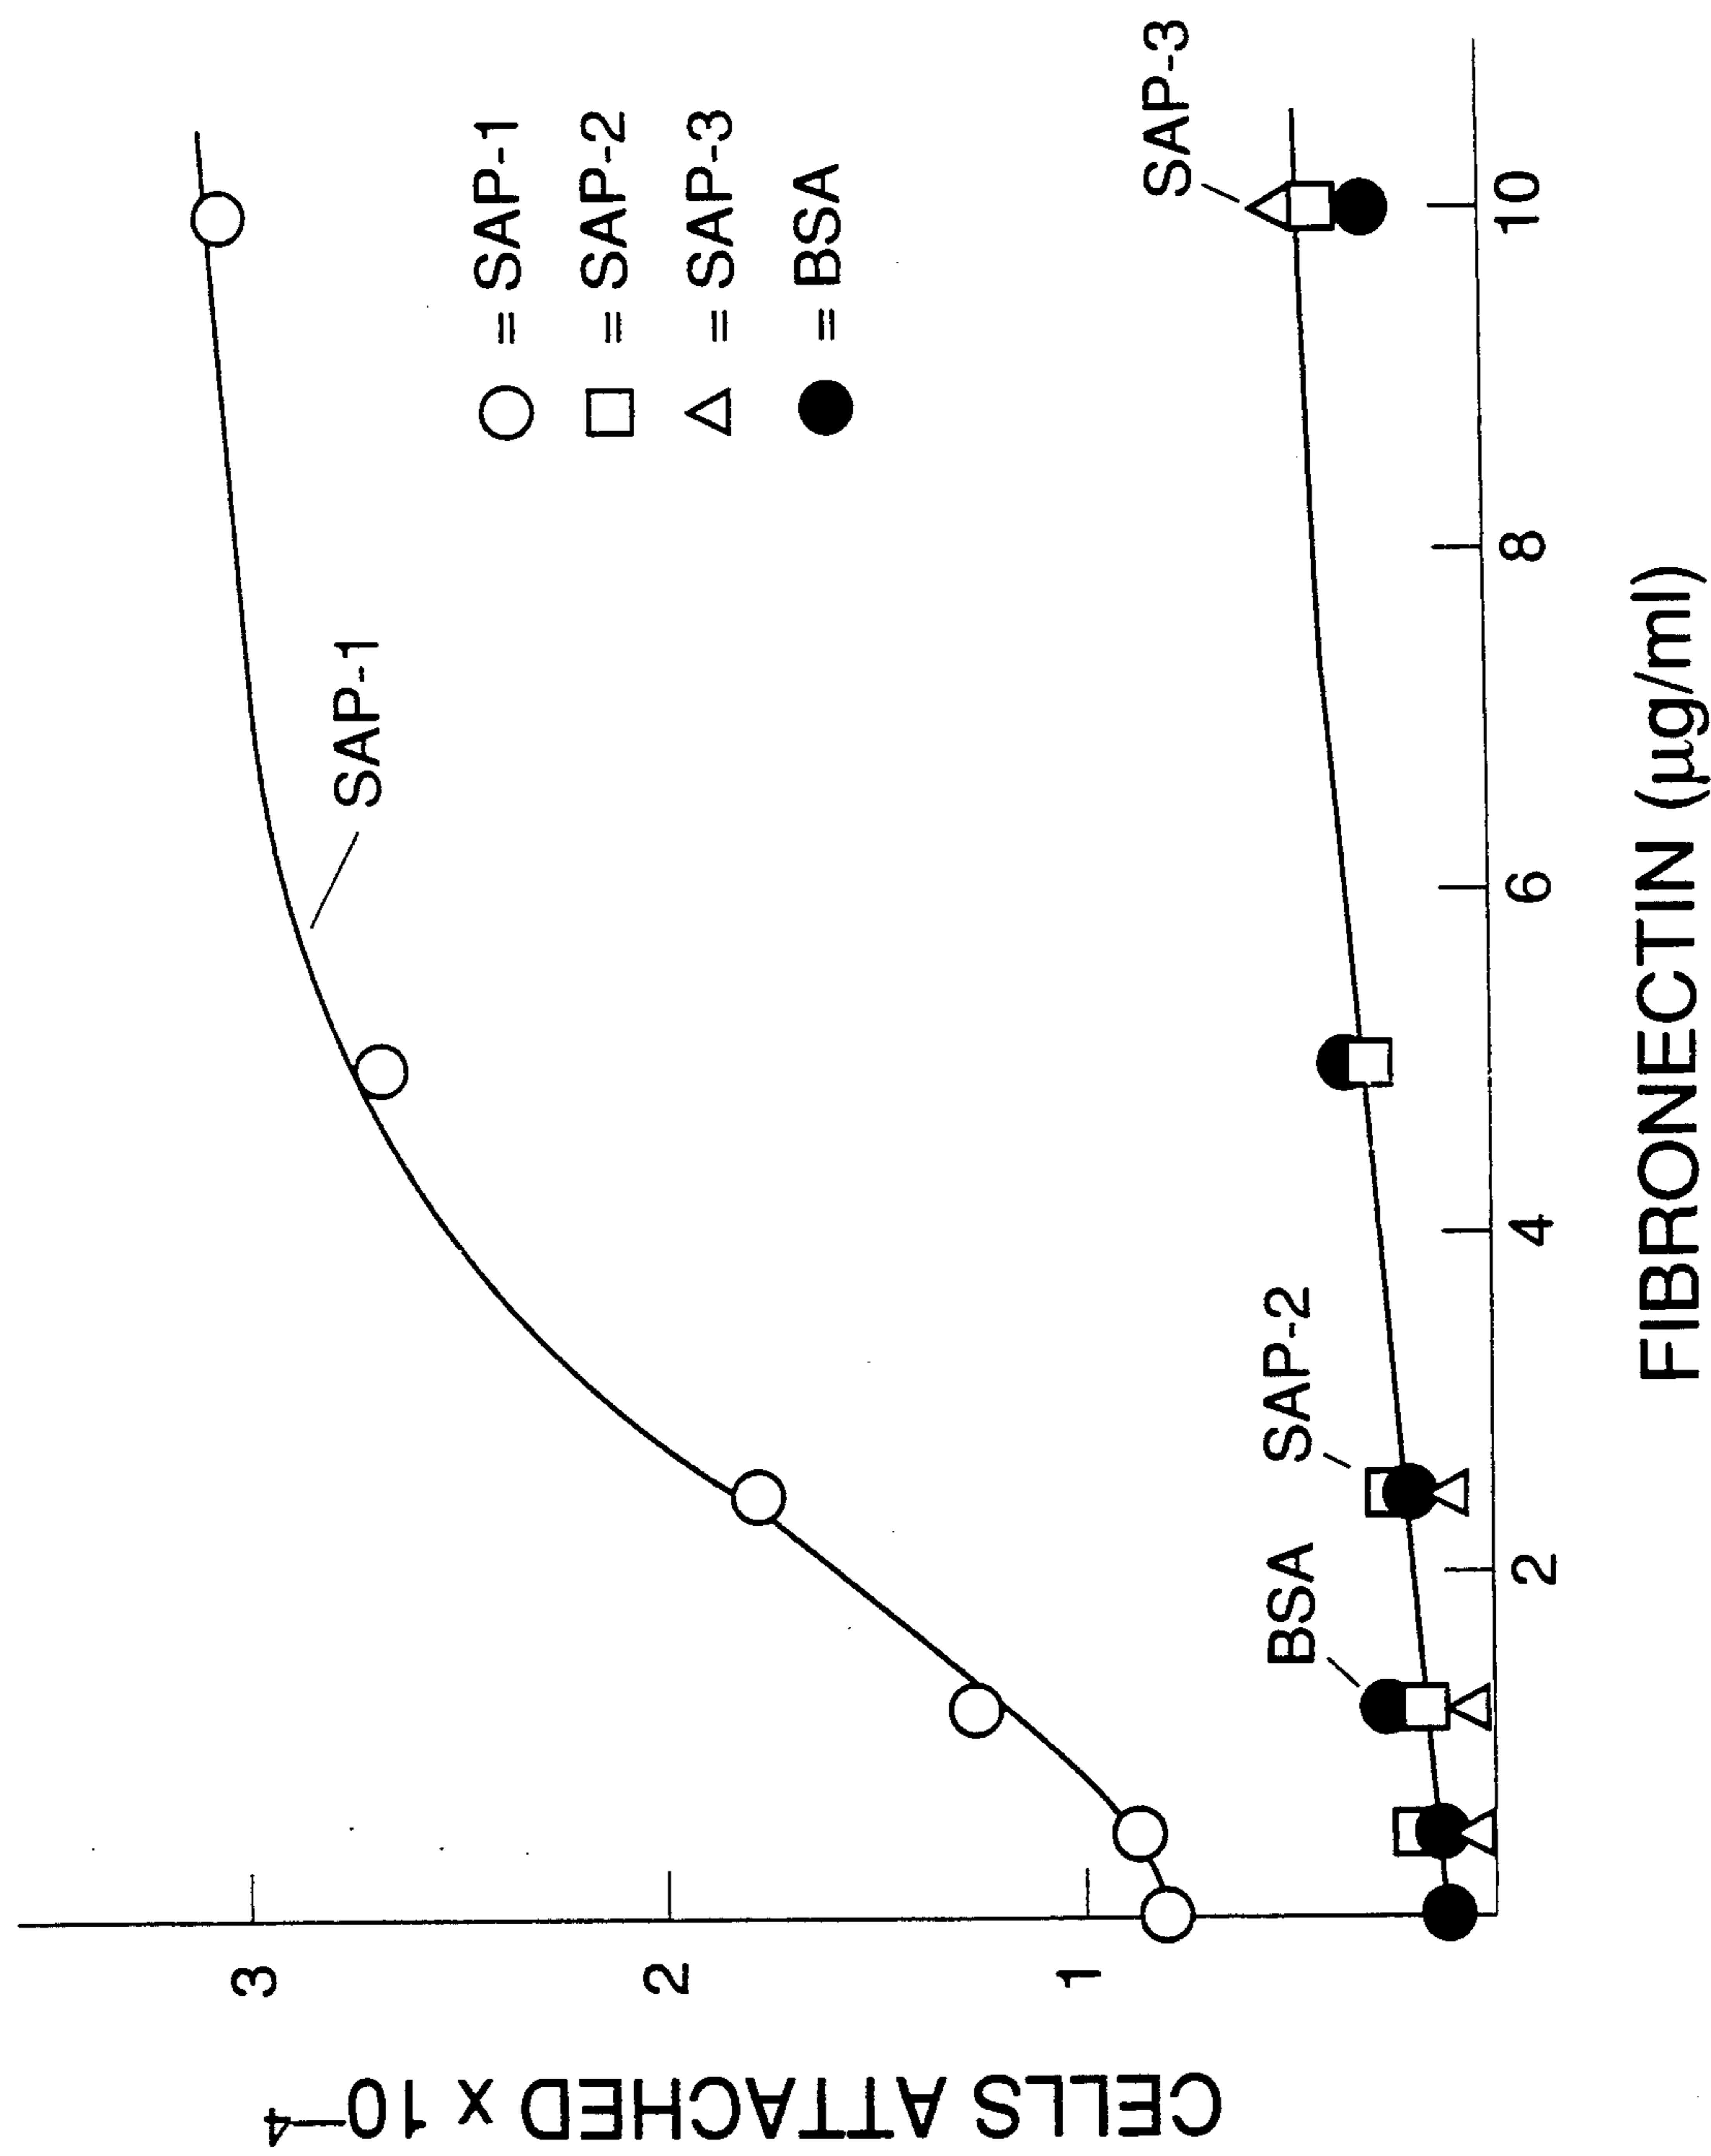 CELLS ATTACHED x 10⁻⁴
3
2
1
SAP-1
○ = SAP-1
□ = SAP-2
△ = SAP-3
● = BSA
BSA
SAP-2
SAP-3
2 4 6 8 10
FIBRONECTIN (μg/ml)